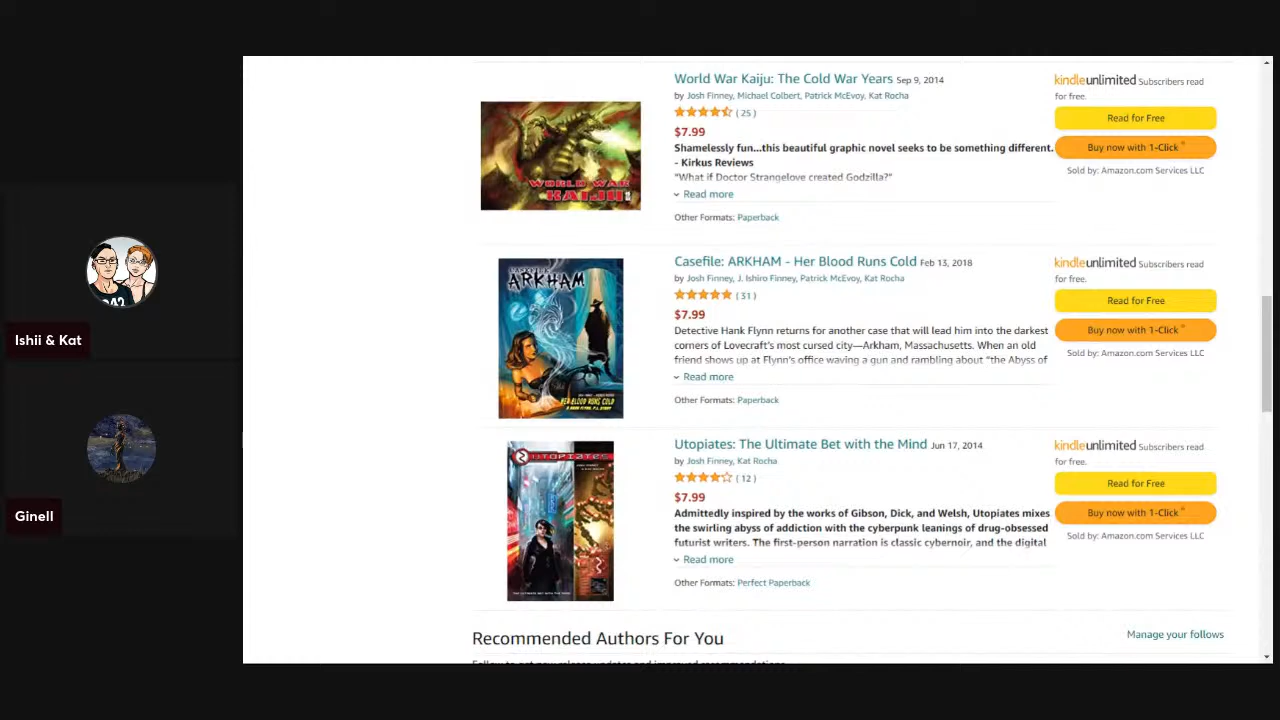 World War Kaiju: The Cold War Years Sep 9, 2014
by Josh Finney, Michael Colbert, Patrick McEvoy, Kat Rocha
( 25 )
$7.99
Shamelessly fun...this beautiful graphic novel seeks to be something different.
- Kirkus Reviews
"What if Doctor Strangelove created Godzilla?"
Read more
Other Formats: Paperback
kindleunlimited Subscribers read
for free.
Read for Free
Buy now with 1-Click ®
Sold by: Amazon.com Services LLC
WORLD WAR
KAIJU
Casefile: ARKHAM - Her Blood Runs Cold Feb 13, 2018
by Josh Finney, J. Ishiro Finney, Patrick McEvoy, Kat Rocha
( 31 )
$7.99
Detective Hank Flynn returns for another case that will lead him into the darkest
corners of Lovecraft's most cursed city—Arkham, Massachusetts. When an old
friend shows up at Flynn's office waving a gun and rambling about "the Abyss of
Read more
Other Formats: Paperback
kindleunlimited Subscribers read
for free.
Read for Free
Buy now with 1-Click ®
Sold by: Amazon.com Services LLC
CASEFILE:
ARKHAM
HER BLOOD RUNS COLD
Ishii & Kat
Utopiates: The Ultimate Bet with the Mind Jun 17, 2014
by Josh Finney, Kat Rocha
( 12 )
$7.99
Admittedly inspired by the works of Gibson, Dick, and Welsh, Utopiates mixes
the swirling abyss of addiction with the cyberpunk leanings of drug-obsessed
futurist writers. The first-person narration is classic cybernoir, and the digital
Read more
Other Formats: Perfect Paperback
kindleunlimited Subscribers read
for free.
Read for Free
Buy now with 1-Click ®
Sold by: Amazon.com Services LLC
UTOPIATES
Ginell
Recommended Authors For You
Manage your follows